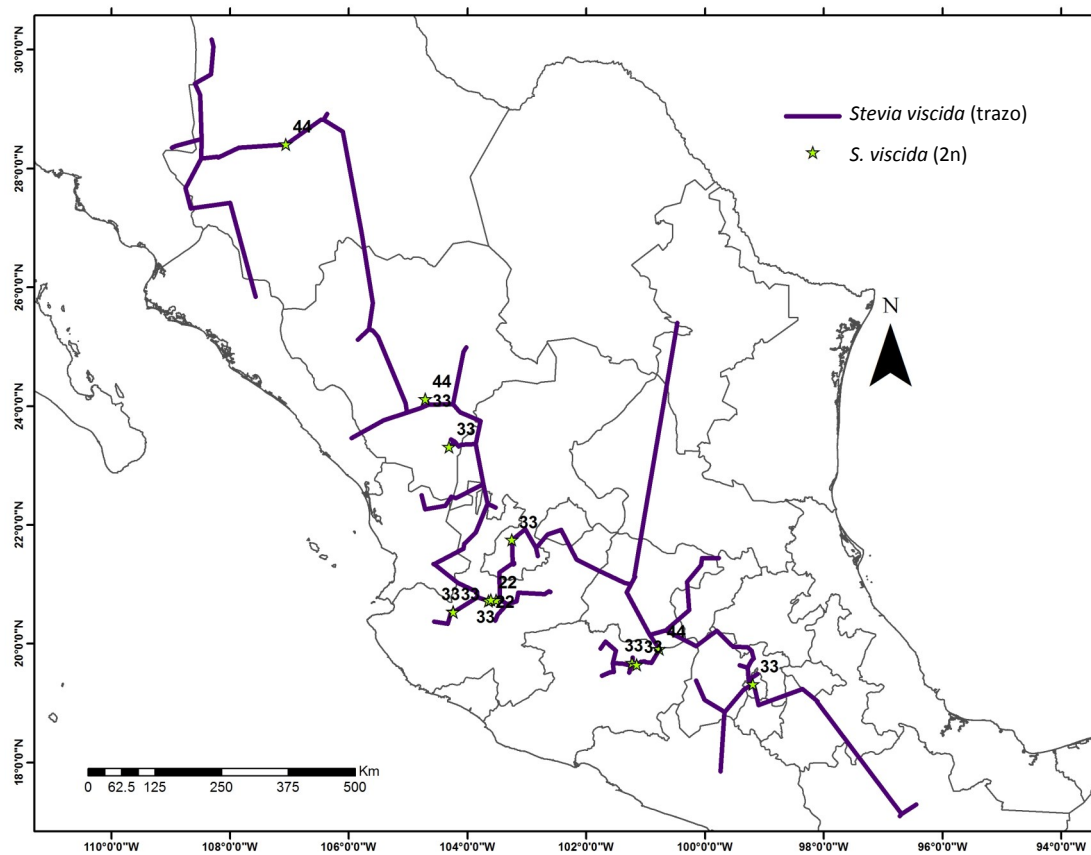 30°0'0"N
28°0'0"N
26°0'0"N
24°0'0"N
22°0'0"N
20°0'0"N
18°0'0"N
Stevia viscida (trazo)
S. viscida (2n)
N
44
44
33
33
33
22
33 33
22
33
44
33 33
33
Km
0 62.5 125 250 375 500
110°0'0"W 108°0'0"W 106°0'0"W 104°0'0"W 102°0'0"W 100°0'0"W 98°0'0"W 96°0'0"W 94°0'0"W